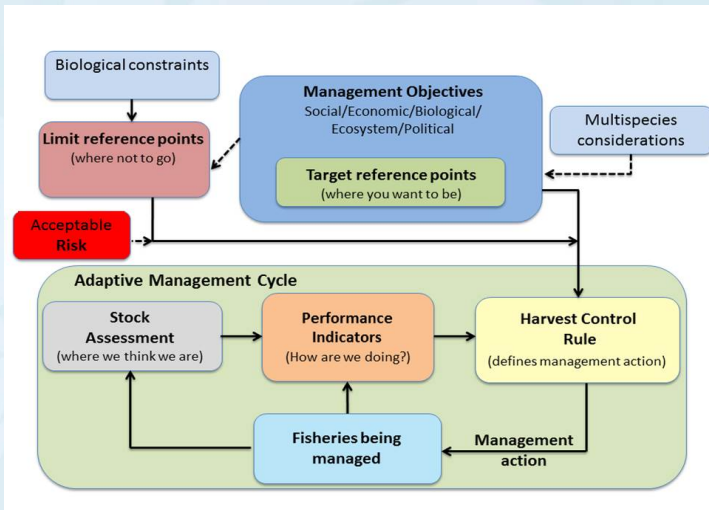 Biological constraints
Management Objectives
Social/Economic/Biological/
Ecosystem/Political
Multispecies
considerations
Limit reference points
(where not to go)
Target reference points
(where you want to be)
Acceptable
Risk
Adaptive Management Cycle
Stock
Assessment
(where we think we are)
Performance
Indicators
(How are we doing?)
Harvest Control
Rule
(defines management action)
Fisheries being
managed
Management
action